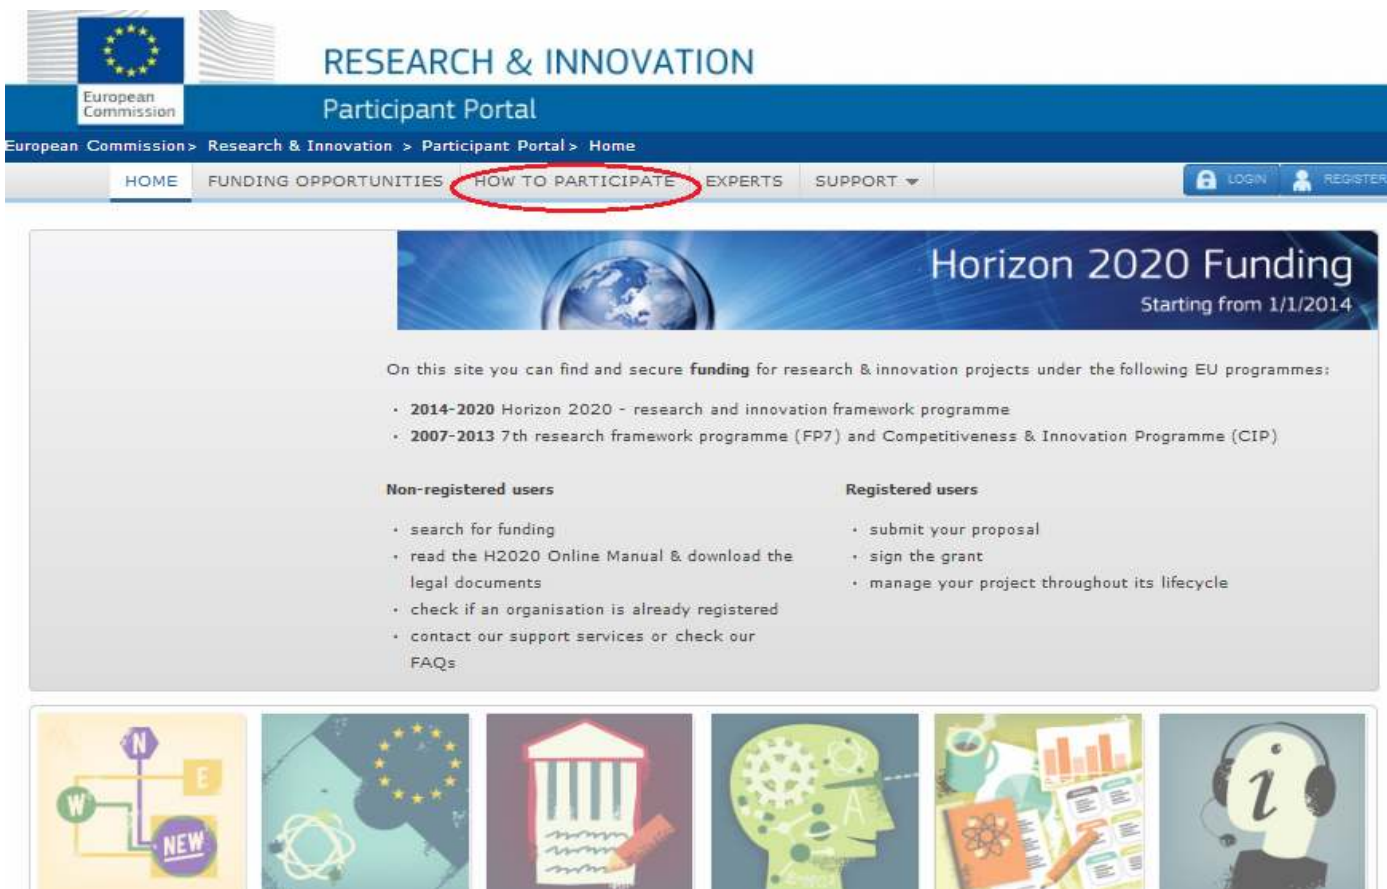 RESEARCH & INNOVATION
European
Commission
Participant Portal
European Commission > Research & Innovation > Participant Portal > Home
HOME FUNDING OPPORTUNITIES HOW TO PARTICIPATE EXPERTS SUPPORT LOGIN REGISTER
Horizon 2020 Funding
Starting from 1/1/2014
On this site you can find and secure funding for research & innovation projects under the following EU programmes:
• 2014-2020 Horizon 2020 - research and innovation framework programme
• 2007-2013 7th research framework programme (FP7) and Competitiveness & Innovation Programme (CIP)
Non-registered users
• search for funding
• read the H2020 Online Manual & download the
legal documents
• check if an organisation is already registered
• contact our support services or check our
FAQs
Registered users
• submit your proposal
• sign the grant
• manage your project throughout its lifecycle
N
E
W
NEW
A
i